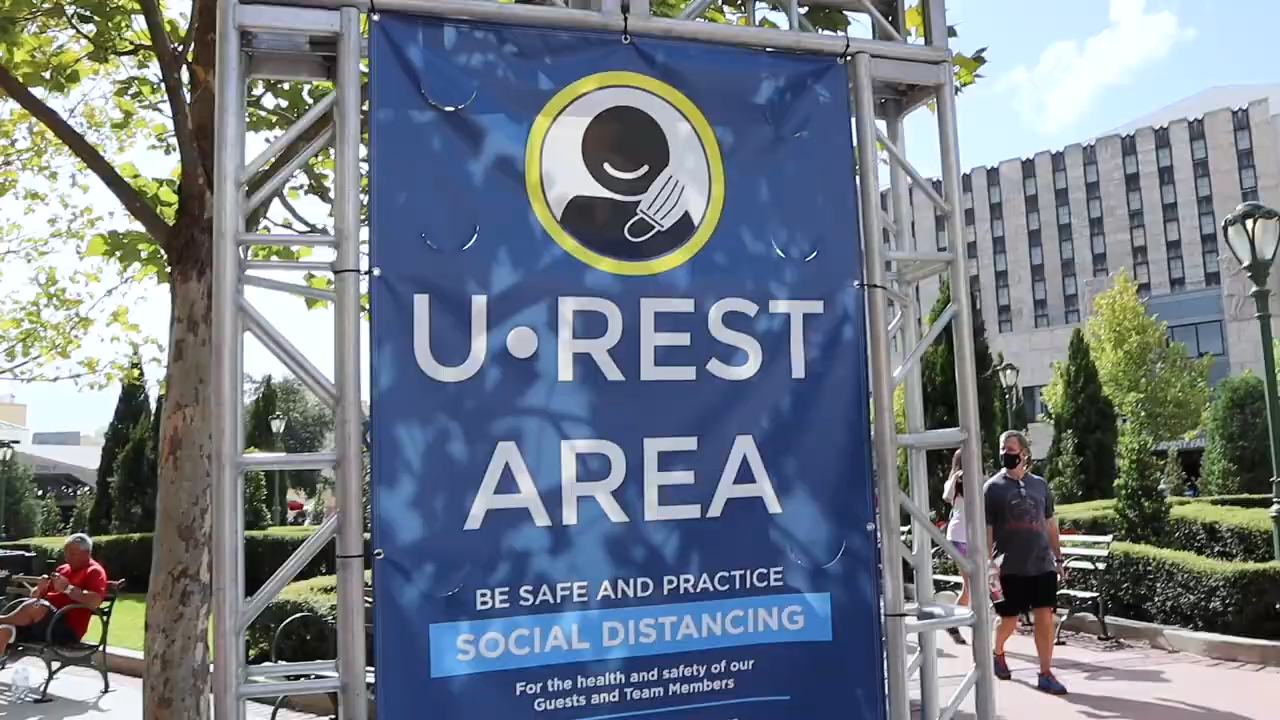 U•REST
AREA
BE SAFE AND PRACTICE
SOCIAL DISTANCING
For the health and safety of our
Guests and Team Members